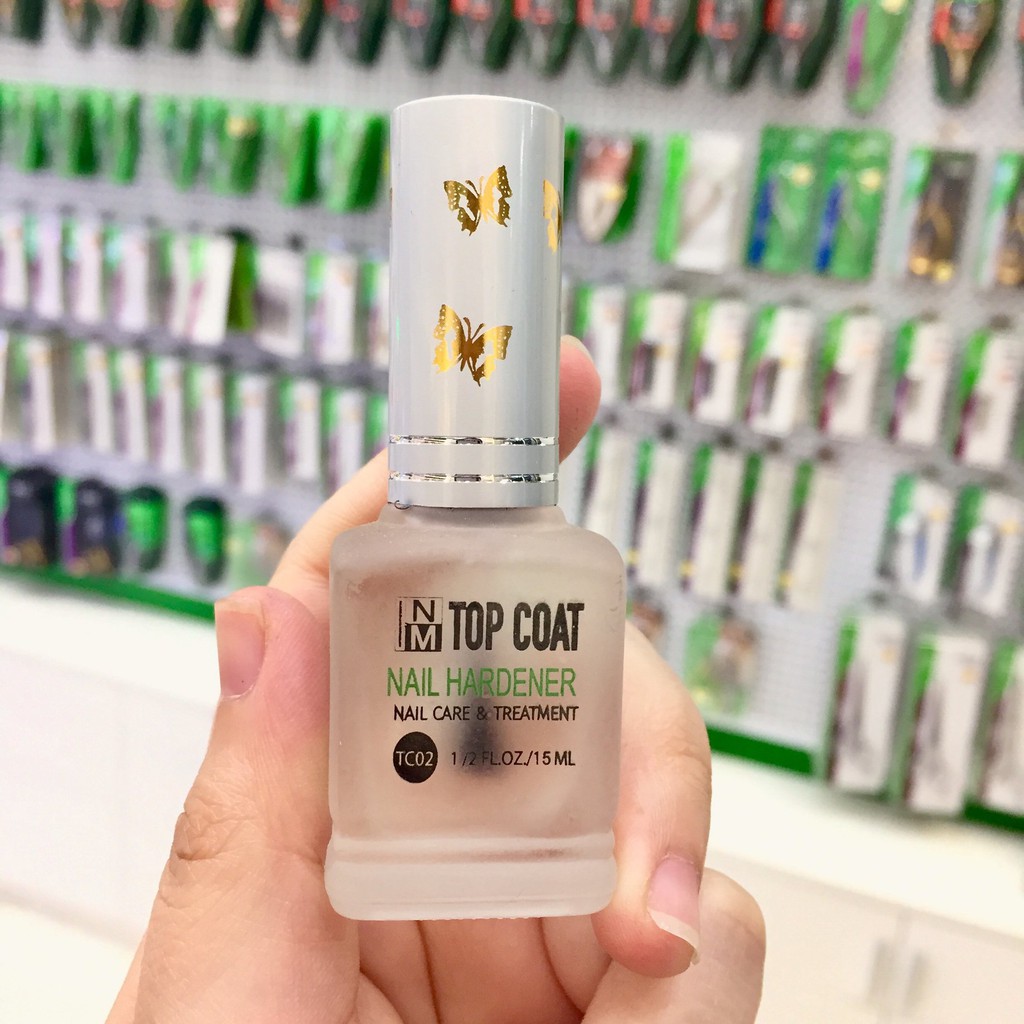 NM TOP COAT
NAIL HARDENER
NAIL CARE & TREATMENT
TC02 1/2 FL.OZ./15 ML